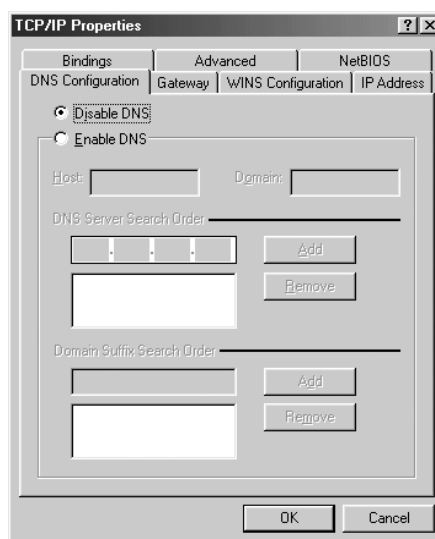 TCP/IP Properties
Bindings Advanced NetBIOS
DNS Configuration Gateway WINS Configuration IP Address
Disable DNS
Enable DNS
Host: Domain:
DNS Server Search Order
Add
Remove
Domain Suffix Search Order
Add
Remove
OK Cancel